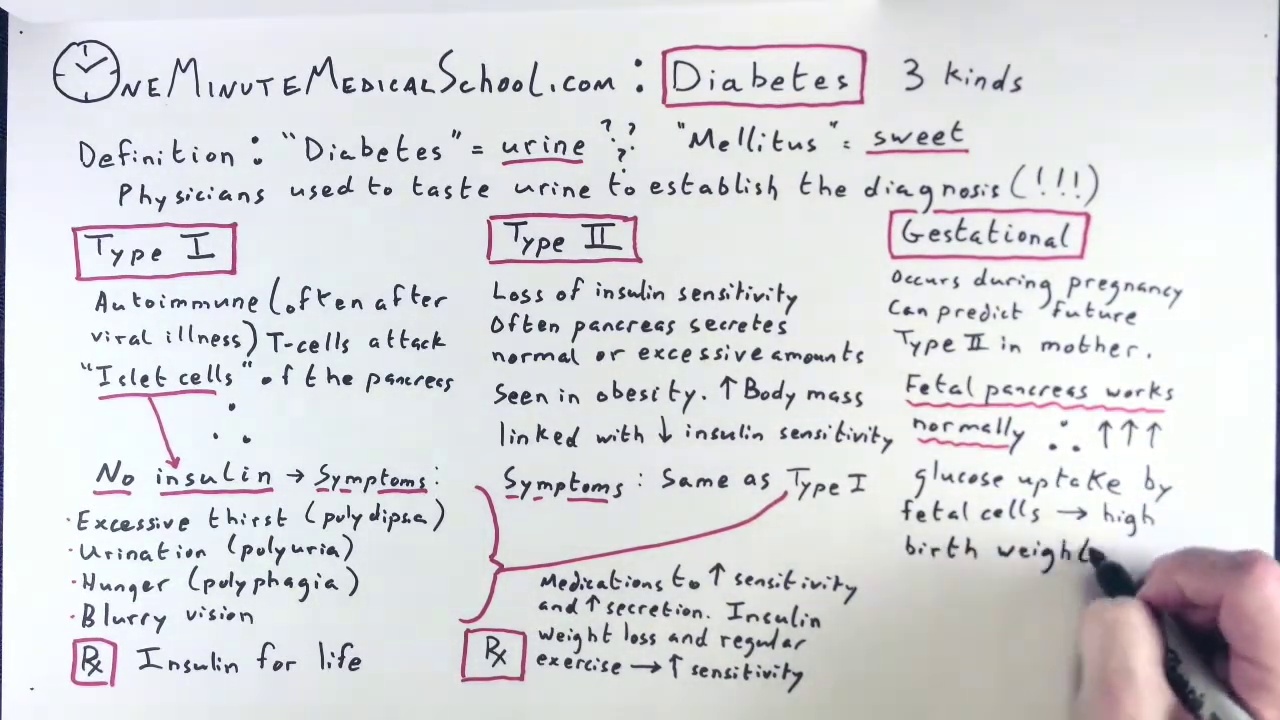 ONEMINUTEMEDICALSCHOOL.COM : Diabetes 3 kinds
Definition : "Diabetes" = urine ??? "Mellitus" = sweet
Physicians used to taste urine to establish the diagnosis (!!!)
Type I
Autoimmune (often after
viral illness) T-cells attack
"Islet cells" of the pancreas
∴
No insulin → Symptoms :
· Excessive thirst (polydipsia)
· Urination (polyuria)
· Hunger (polyphagia)
· Blurry vision
Rx Insulin for life
Type II
Loss of insulin sensitivity
Often pancreas secretes
normal or excessive amounts
Seen in obesity. ↑ Body mass
linked with ↓ insulin sensitivity
Symptoms : Same as Type I
Rx
Medications to ↑ sensitivity
and ↑ secretion. Insulin
weight loss and regular
exercise → ↑ sensitivity
Gestational
Occurs during pregnancy
Can predict future
Type II in mother.
Fetal pancreas works
normally ∴ ↑↑↑
glucose uptake by
fetal cells → high
birth weight